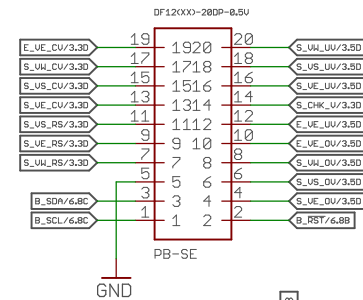 DF12(XX)-20DP-0.5V
E_VE_CV/3.3D 19 1920 20 S_VW_UV/3.5D
S_VW_CV/3.3D 17 1718 18 S_VS_UV/3.5D
S_VS_CV/3.3D 15 1516 16 S_VE_UV/3.5D
S_VE_CV/3.3D 13 1314 14 S_CHK_V/3.3D
S_VS_RS/3.3D 11 1112 12 E_VE_UV/3.5D
S_VE_RS/3.3D 9 9 10 10 E_VE_OV/3.5D
S_VW_RS/3.3D 7 7 8 8 S_VW_OV/3.5D
5 5 6 6 S_VS_OV/3.5D
B_SDA/6.8C 3 3 4 4 S_VE_OV/3.5D
B_SCL/6.8C 1 1 2 2 B_RST/6.8B
PB-SE
GND